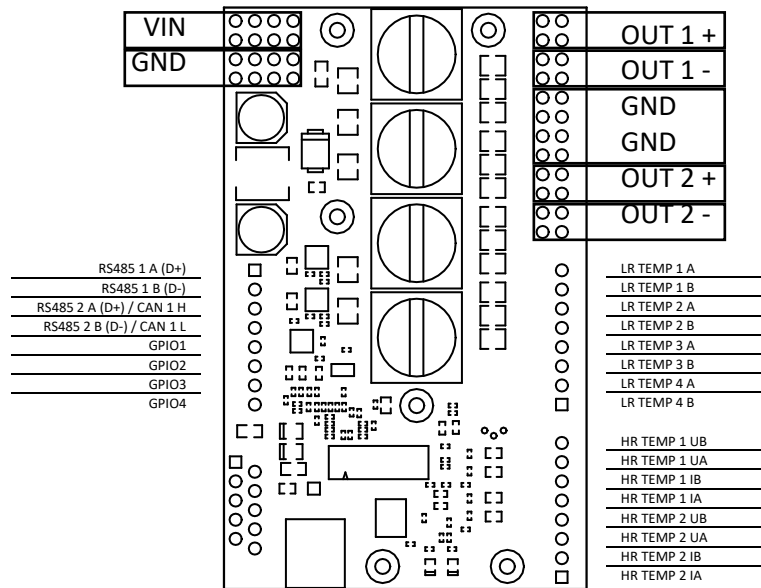 VIN
GND
OUT 1 +
OUT 1 -
GND
GND
OUT 2 +
OUT 2 -
RS485 1 A (D+)
RS485 1 B (D-)
RS485 2 A (D+) / CAN 1 H
RS485 2 B (D-) / CAN 1 L
GPIO1
GPIO2
GPIO3
GPIO4
LR TEMP 1 A
LR TEMP 1 B
LR TEMP 2 A
LR TEMP 2 B
LR TEMP 3 A
LR TEMP 3 B
LR TEMP 4 A
LR TEMP 4 B
HR TEMP 1 UB
HR TEMP 1 UA
HR TEMP 1 IB
HR TEMP 1 IA
HR TEMP 2 UB
HR TEMP 2 UA
HR TEMP 2 IB
HR TEMP 2 IA